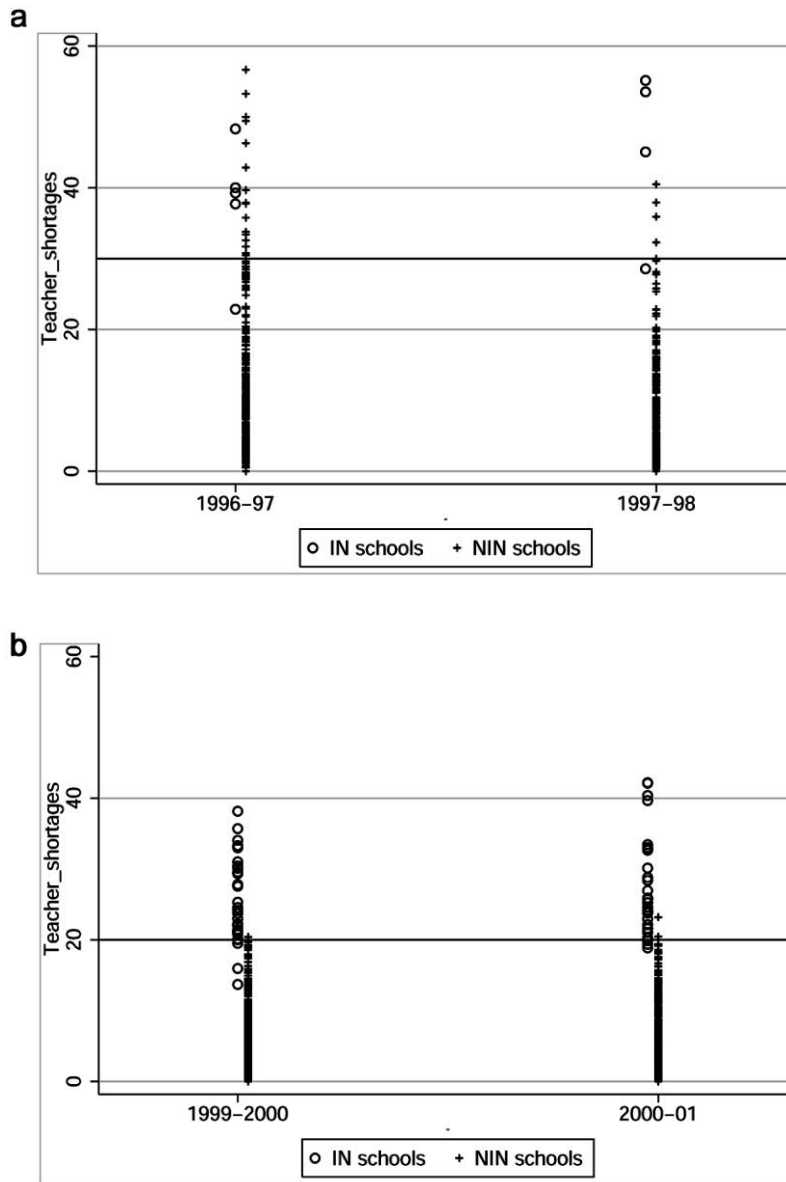 a
60
40
20
0
Teacher_shortages
1996–97 1997–98
IN schools NIN schools
b
60
40
20
0
Teacher_shortages
1999–2000 2000–01
IN schools NIN schools